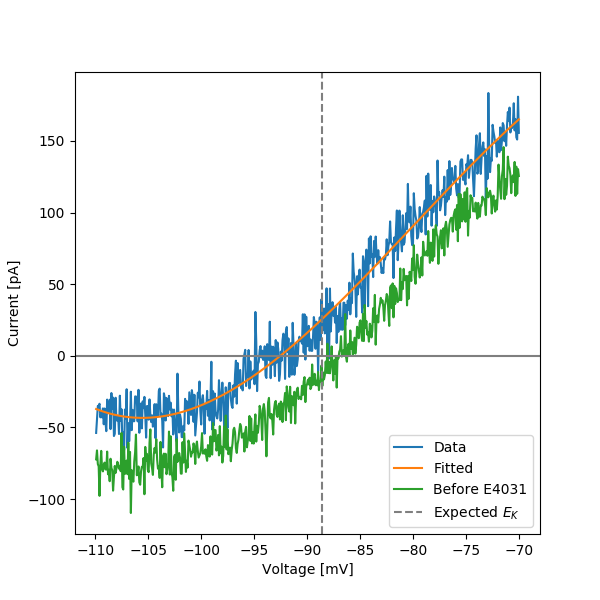 150
100
50
0
−50
−100
Current [pA]
−110 −105 −100 −95 −90 −85 −80 −75 −70
Voltage [mV]
Data
Fitted
Before E4031
Expected E_K